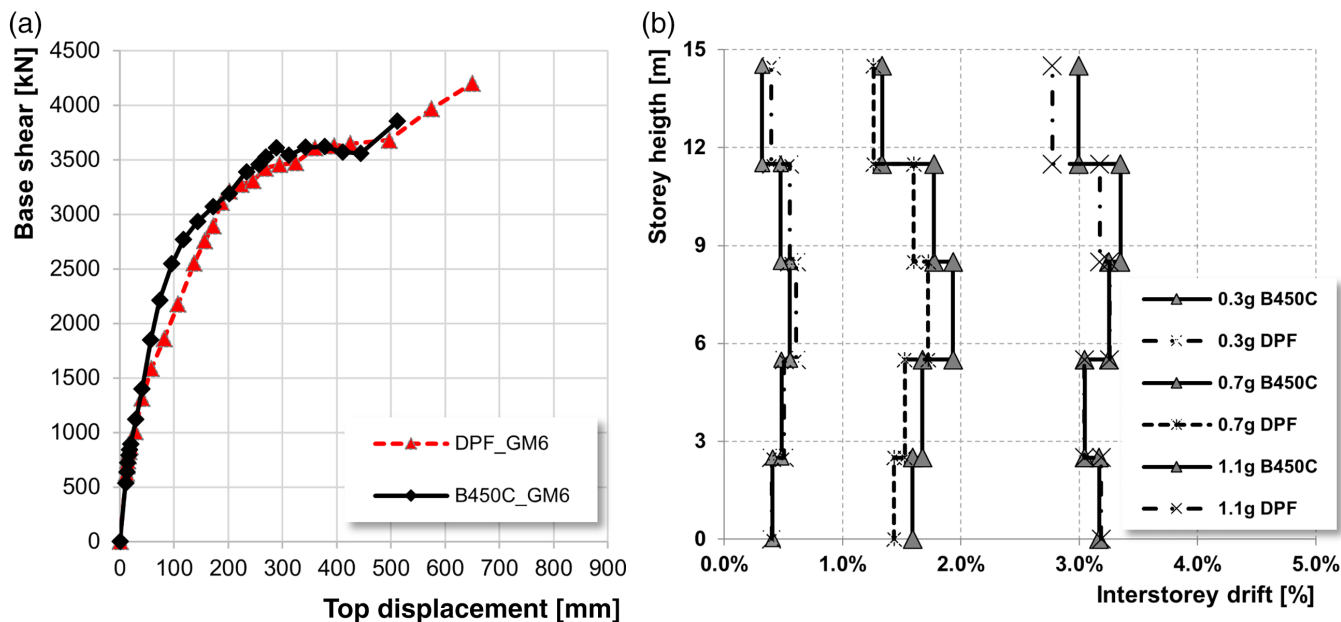 (a)
Base shear [kN]
4500
4000
3500
3000
2500
2000
1500
1000
500
0
0 100 200 300 400 500 600 700 800 900
Top displacement [mm]
DPF_GM6
B450C_GM6
(b)
Storey heigth [m]
15
12
9
6
3
0
0.0% 1.0% 2.0% 3.0% 4.0% 5.0%
Interstorey drift [%]
0.3g B450C
0.3g DPF
0.7g B450C
0.7g DPF
1.1g B450C
1.1g DPF